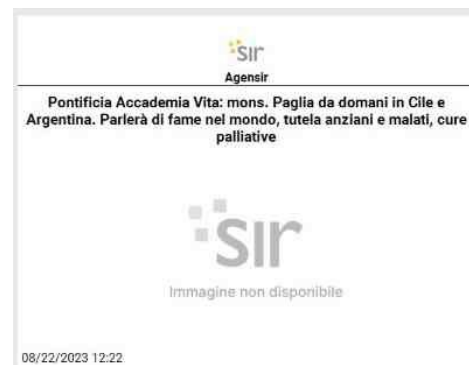 SIr
Agensir
Pontificia Accademia Vita: mons. Paglia da domani in Cile e
Argentina. Parlerà di fame nel mondo, tutela anziani e malati, cure
palliative
SIr
Immagine non disponibile
08/22/2023 12:22